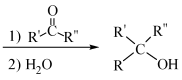 O
1) R' C R"
2) H₂O
R' R"
C
R OH